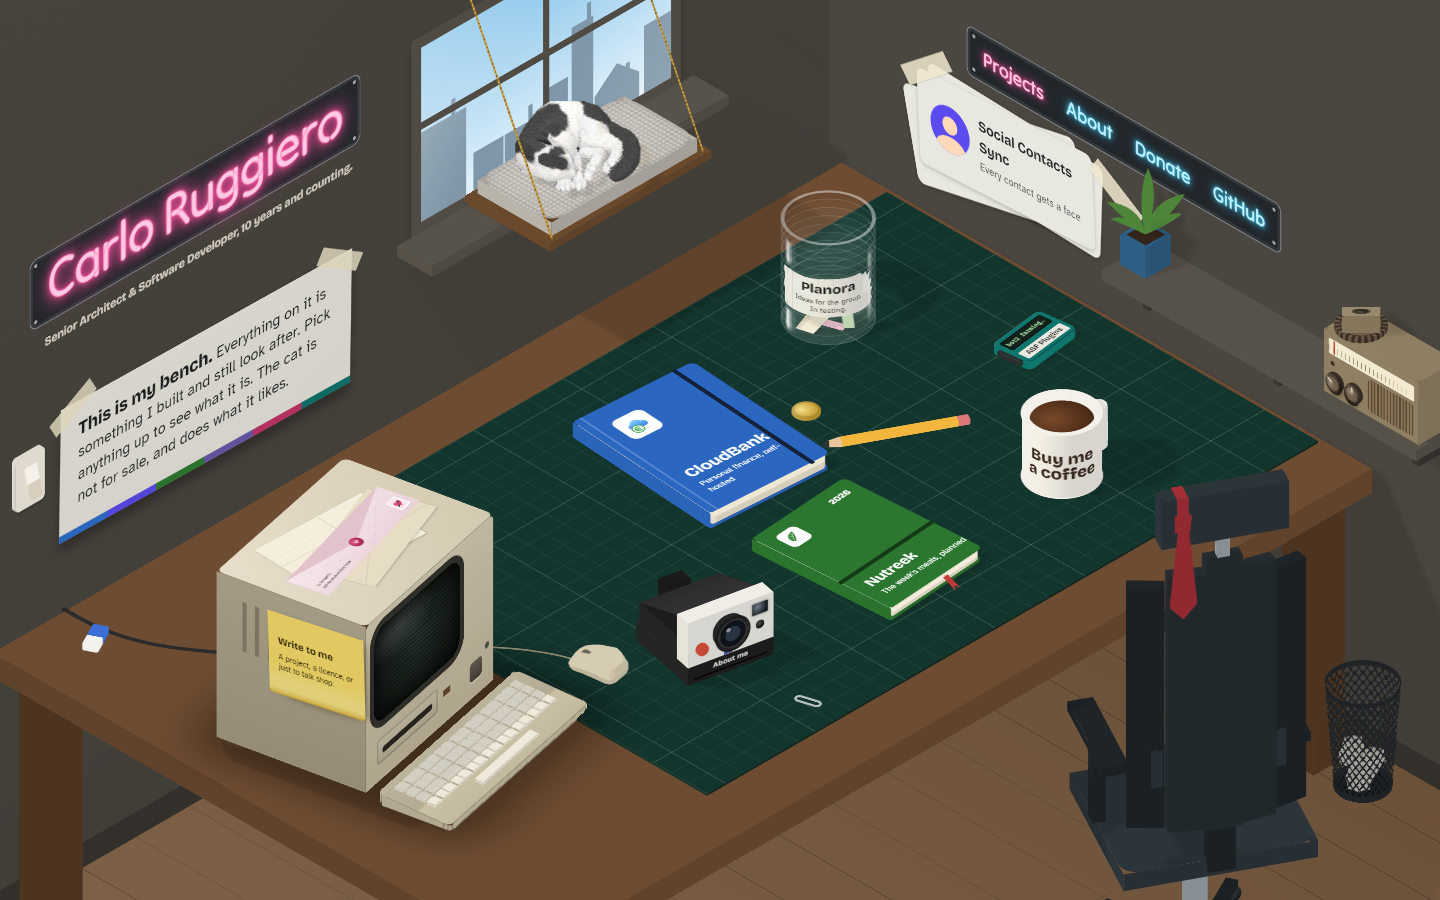 Carlo Ruggiero
Senior Architect & Software Developer, 10 years and counting.
This is my bench. Everything on it is
something I built and still look after. Pick
anything up to see what it is. The cat is
not for sale, and does what it likes.
Projects
About
Donate
GitHub
Social Contacts
Sync
Every contact gets a face
Planora
Ideas for the group.
In testing.
ASF Plugins
CloudBank
Personal finance, self-
hosted
2026
Nutreek
The week's meals, planned
Buy me
a coffee
About me
Write to me
A project, a licence, or
just to talk shop.